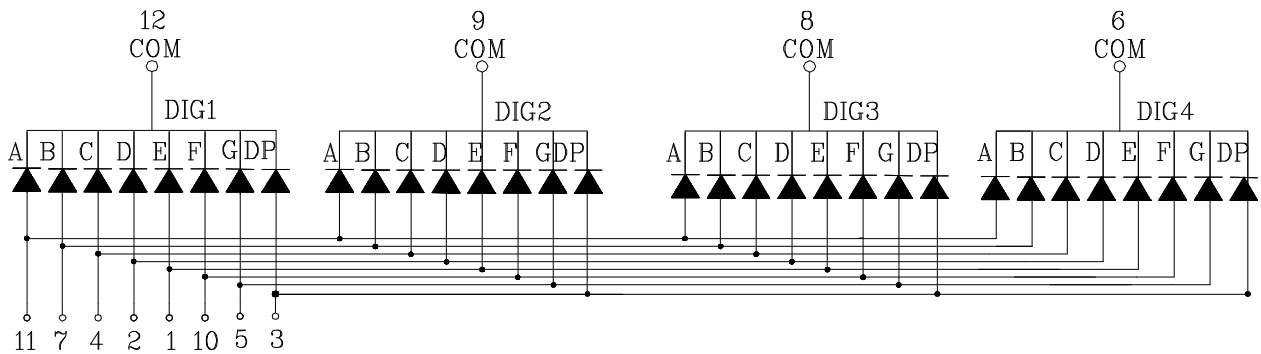 12 9 8 6
COM COM COM COM
DIG1 DIG2 DIG3 DIG4
A B C D E F G DP A B C D E F G DP A B C D E F G DP A B C D E F G DP
11 7 4 2 1 10 5 3